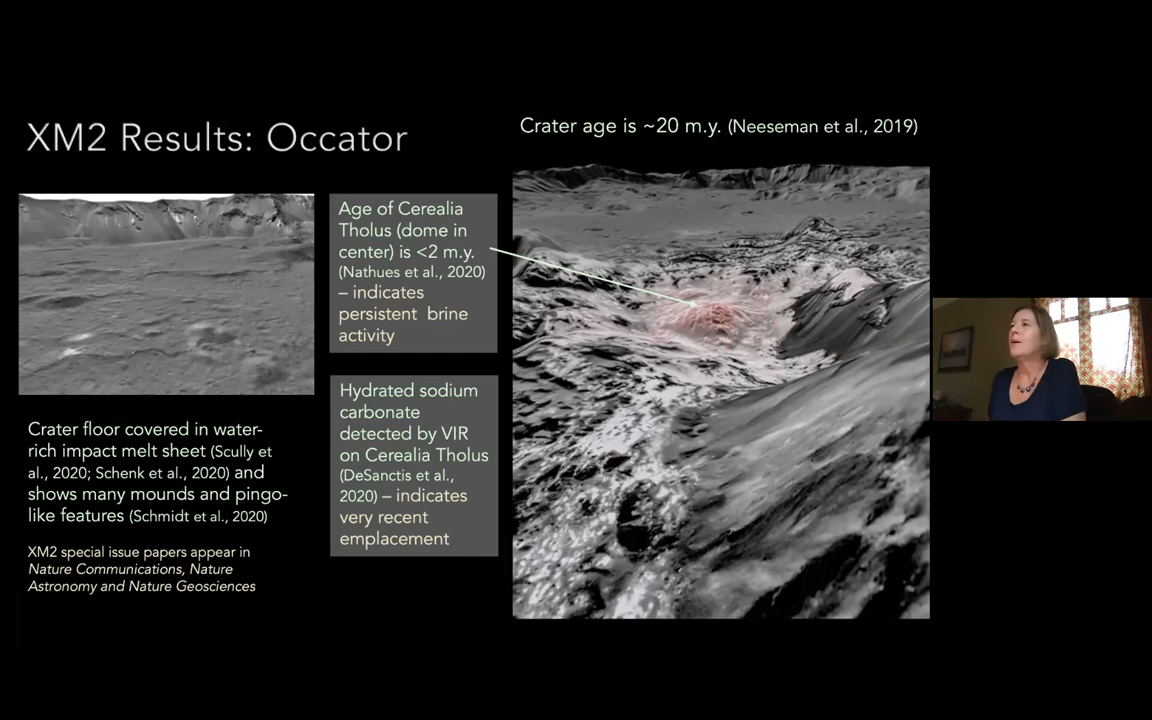 XM2 Results: Occator
Crater age is ~20 m.y. (Neeseman et al., 2019)
Age of Cerealia
Tholus (dome in
center) is <2 m.y.
(Nathues et al., 2020)
– indicates
persistent brine
activity
Hydrated sodium
carbonate
detected by VIR
on Cerealia Tholus
(DeSanctis et al.,
2020) – indicates
very recent
emplacement
Crater floor covered in water-
rich impact melt sheet (Scully et
al., 2020; Schenk et al., 2020) and
shows many mounds and pingo-
like features (Schmidt et al., 2020)
XM2 special issue papers appear in
Nature Communications, Nature
Astronomy and Nature Geosciences